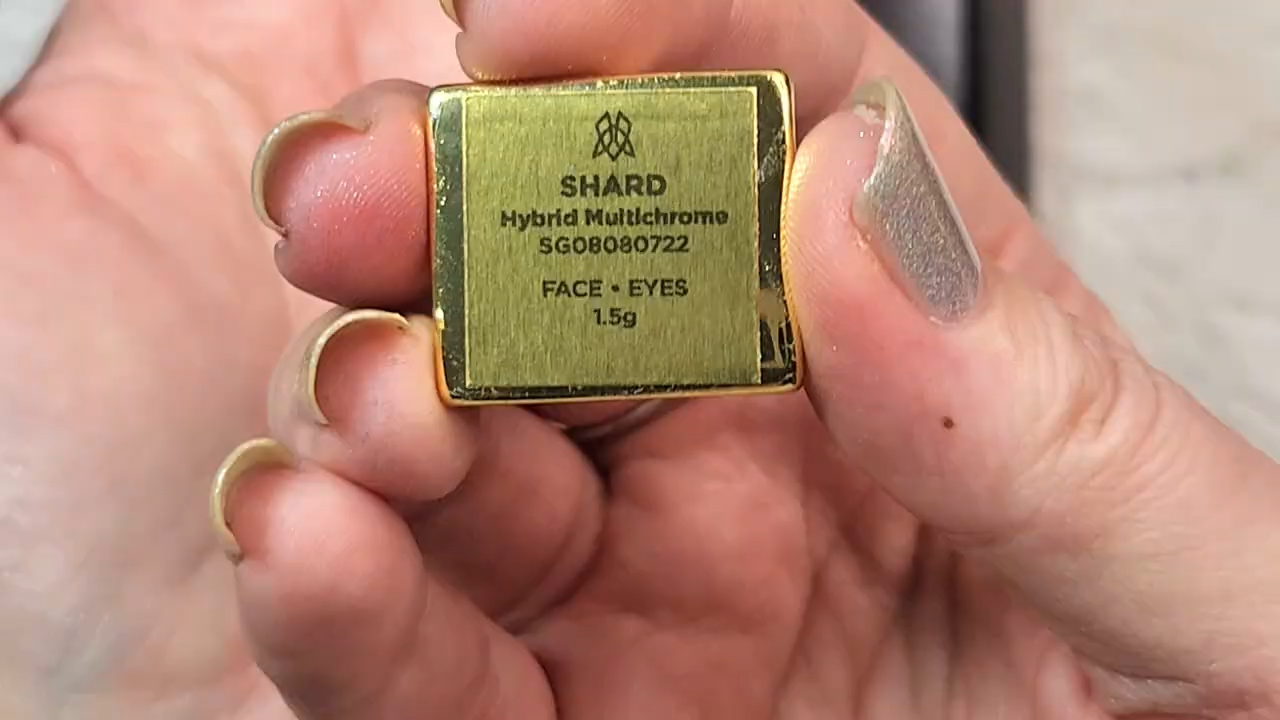 SHARD
Hybrid Multichrome
SG08080722
FACE • EYES
1.5g